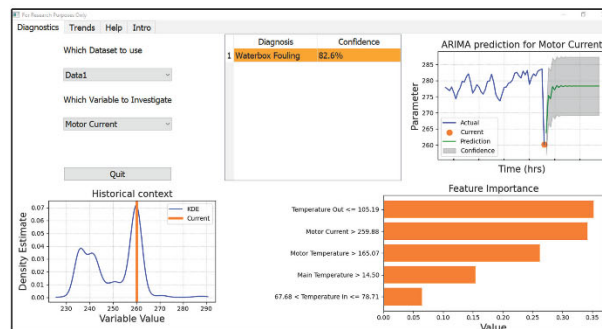 For Research Purposes Only
Diagnostics Trends Help Intro
Which Dataset to use
Data1
Which Variable to Investigate
Motor Current
Quit
Diagnosis Confidence
1 Waterbox Fouling 82.6%
ARIMA prediction for Motor Current
Parameter
285
280
275
270
265
260
Actual
Current
Prediction
Confidence
Time (hrs)
Historical context
Density Estimate
0.07
0.06
0.05
0.04
0.03
0.02
0.01
0.00
KDE
Current
230 240 250 260 270 280 290
Variable Value
Feature Importance
Temperature Out <= 105.19
Motor Current > 259.88
Motor Temperature > 165.07
Main Temperature > 14.50
67.68 < Temperature In <= 78.71
0.00 0.05 0.10 0.15 0.20 0.25 0.30 0.35
Value